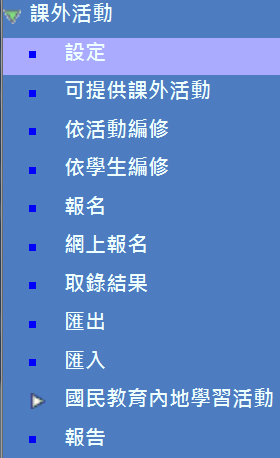 課外活動
設定
可提供課外活動
依活動編修
依學生編修
報名
網上報名
取錄結果
匯出
匯入
國民教育內地學習活動
報告